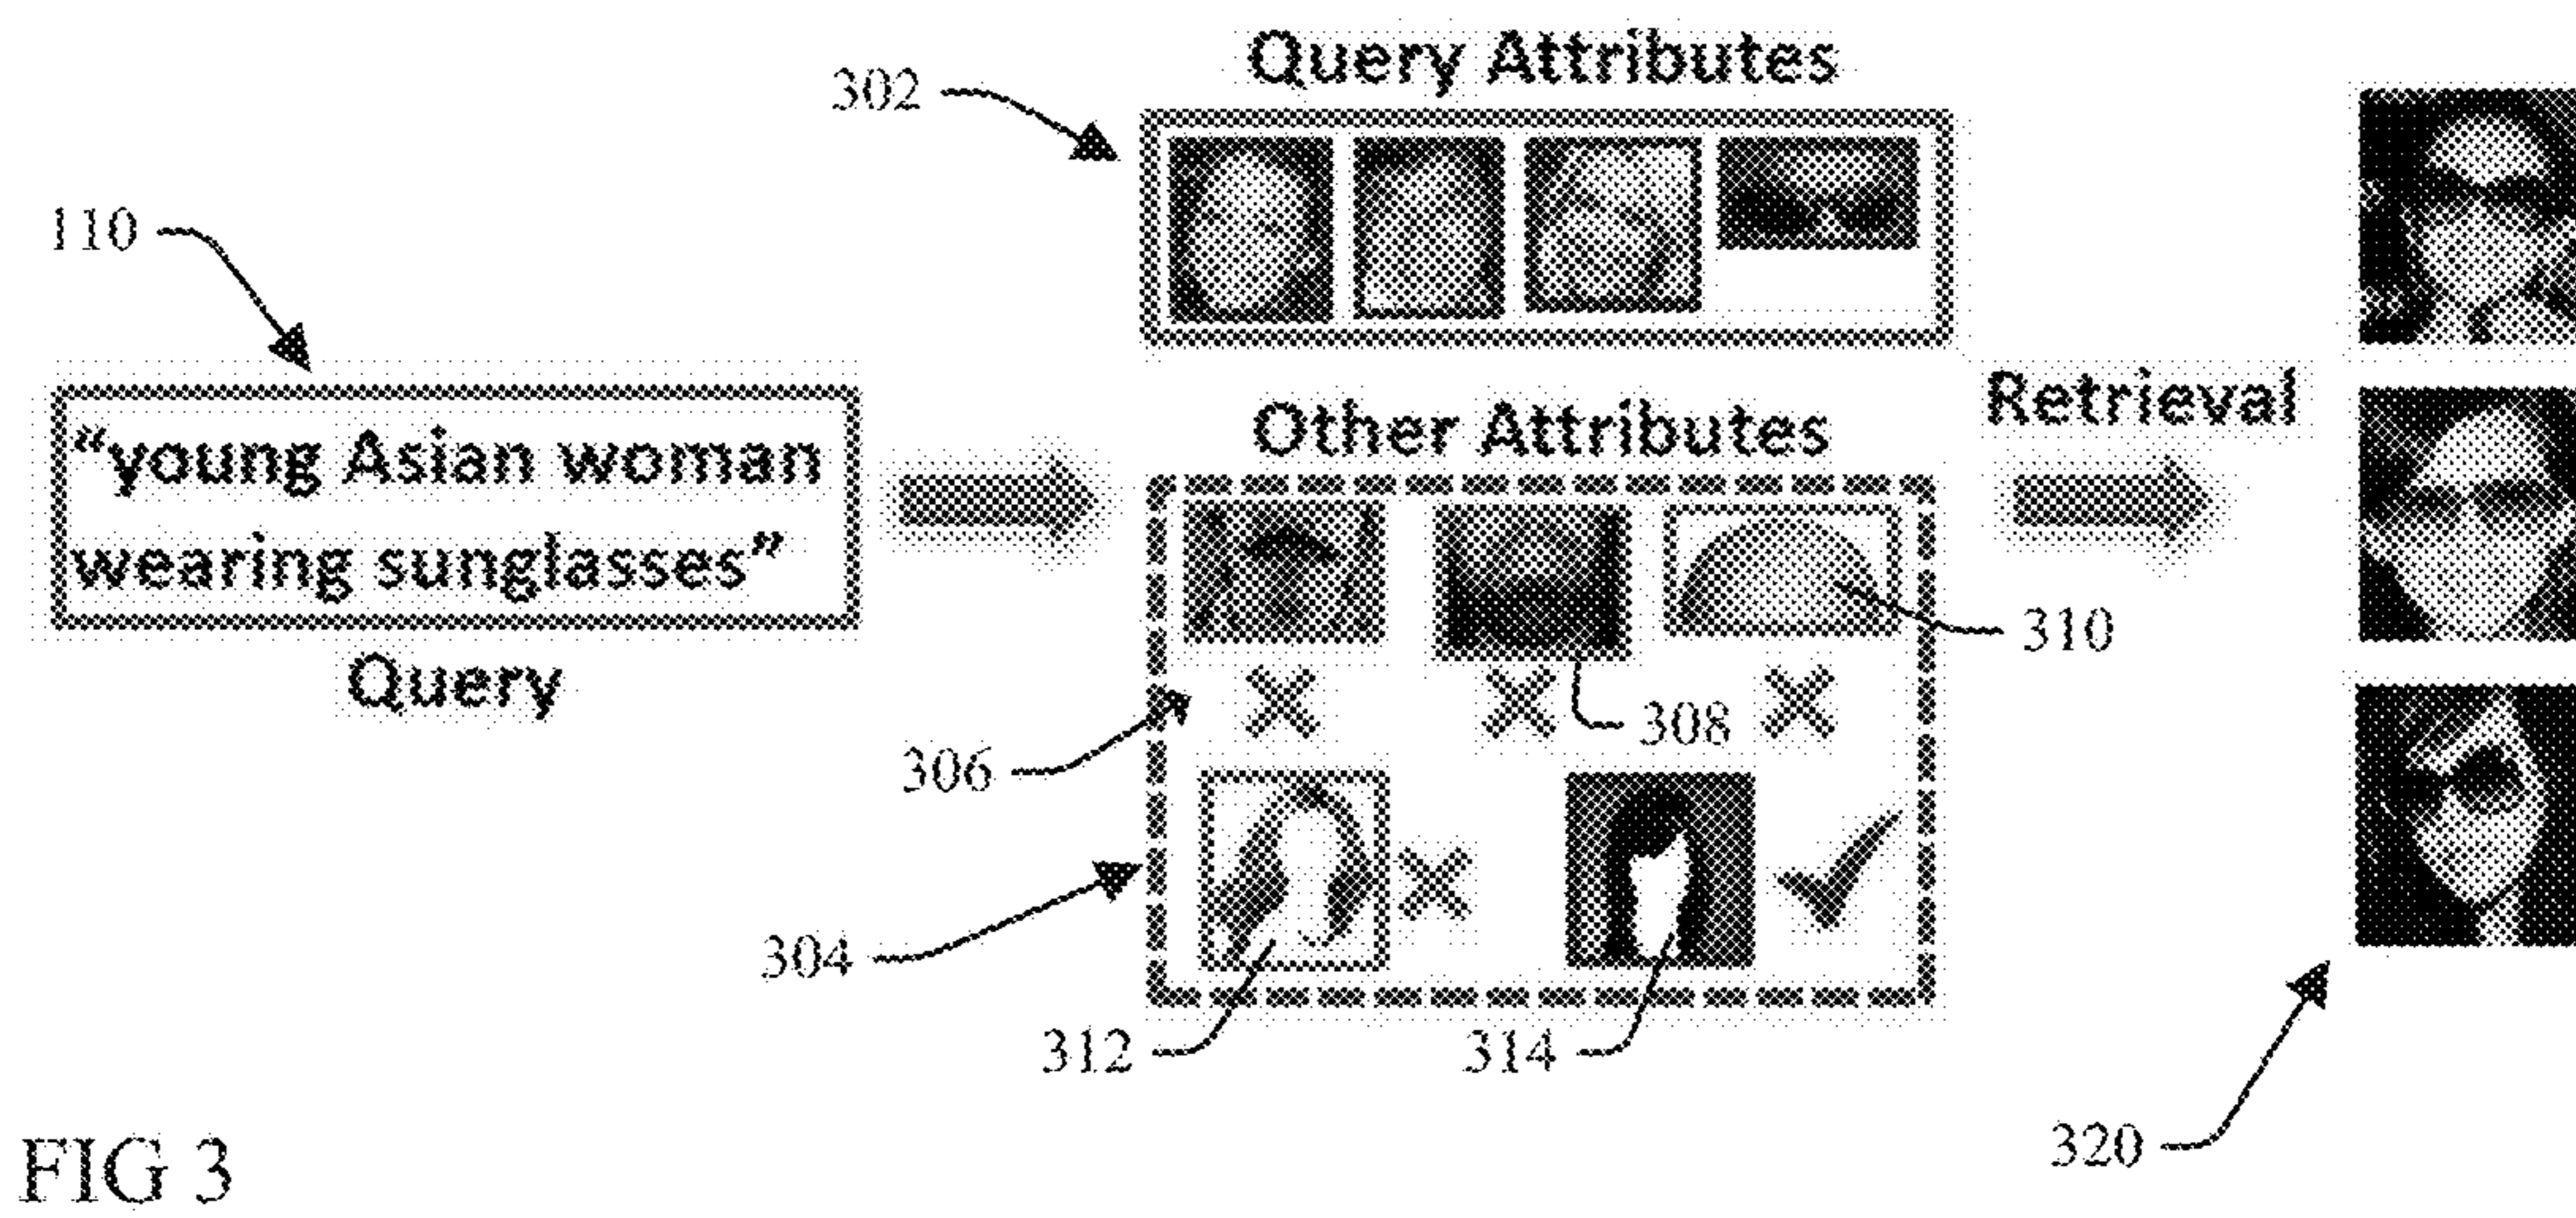 Query Attributes
302
110
Retrieval
Other Attributes
“young Asian woman
wearing sunglasses”
310
Query
308
306
304
312
314
320
FIG 3